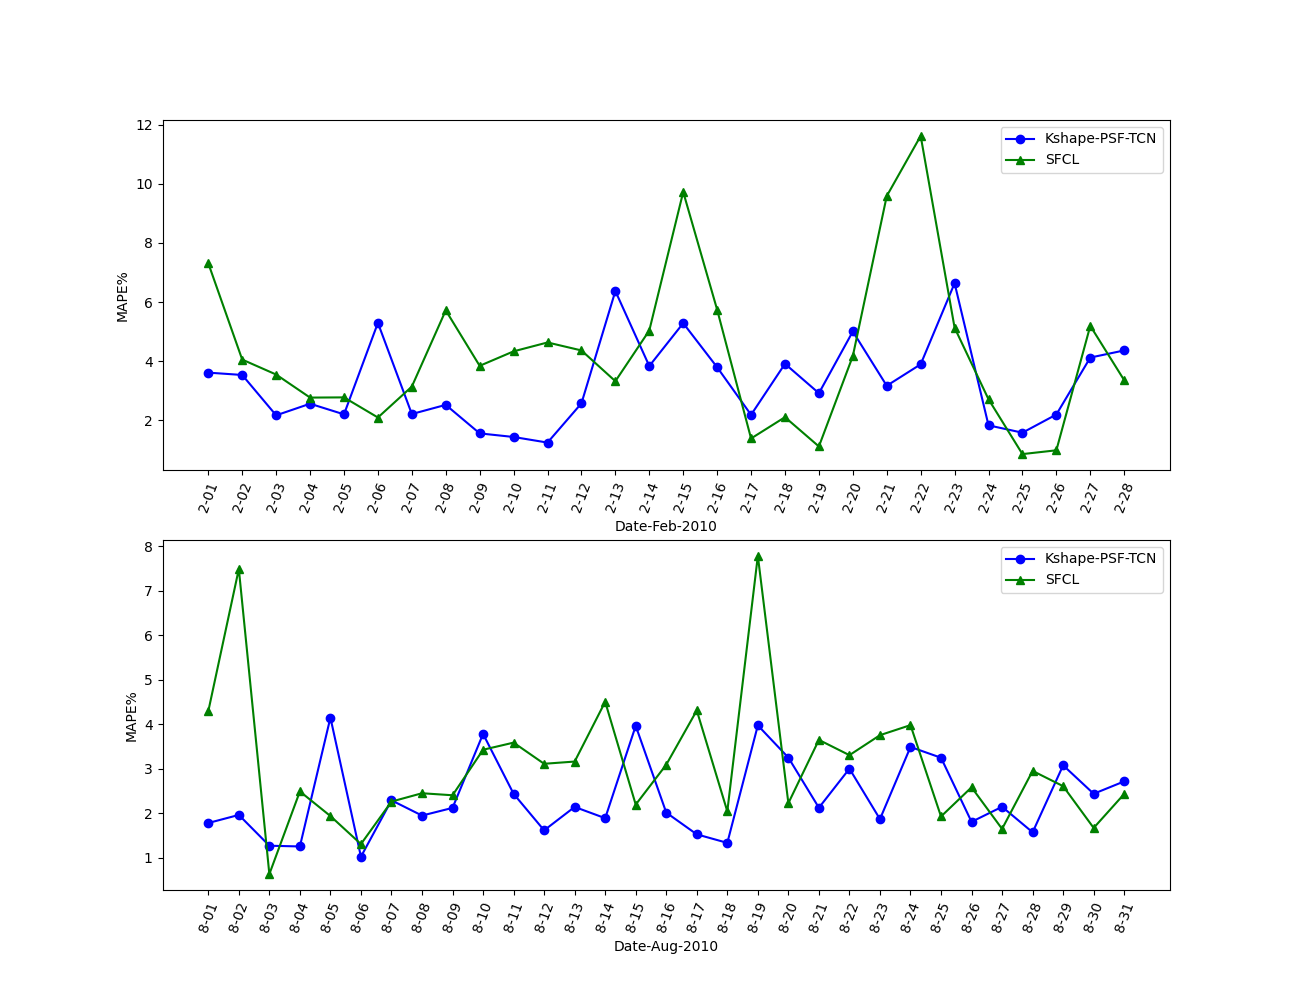 12
10
8
6
4
2
MAPE%
Kshape-PSF-TCN
SFCL
2-01 2-02 2-03 2-04 2-05 2-06 2-07 2-08 2-09 2-10 2-11 2-12 2-13 2-14 2-15 2-16 2-17 2-18 2-19 2-20 2-21 2-22 2-23 2-24 2-25 2-26 2-27 2-28
Date-Feb-2010
8
7
6
5
4
3
2
1
MAPE%
Kshape-PSF-TCN
SFCL
8-01 8-02 8-03 8-04 8-05 8-06 8-07 8-08 8-09 8-10 8-11 8-12 8-13 8-14 8-15 8-16 8-17 8-18 8-19 8-20 8-21 8-22 8-23 8-24 8-25 8-26 8-27 8-28 8-29 8-30 8-31
Date-Aug-2010